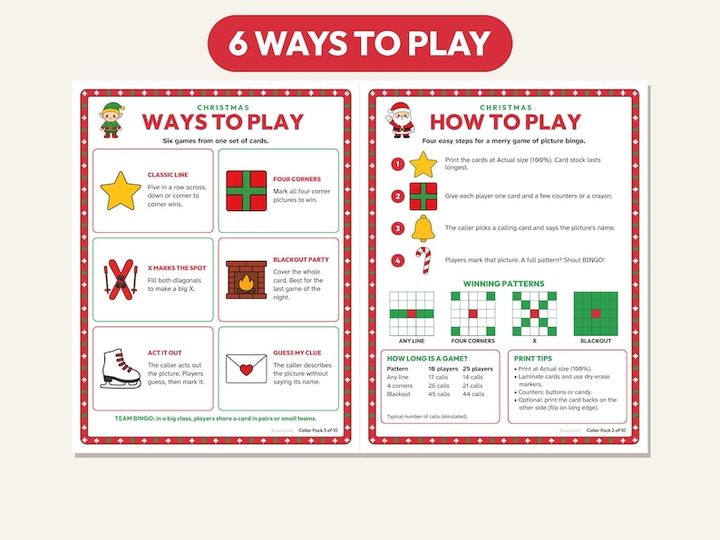 6 WAYS TO PLAY
CHRISTMAS
WAYS TO PLAY
Six games from one set of cards.
CLASSIC LINE
Five in a row across,
down or corner to
corner wins.
FOUR CORNERS
Mark all four corner
pictures to win.
X MARKS THE SPOT
Fill both diagonals
to make a big X.
BLACKOUT PARTY
Cover the whole
card. Best for the
last game of the
night.
ACT IT OUT
The caller acts out
the picture. Players
guess, then mark it.
GUESS MY CLUE
The caller describes
the picture without
saying its name.
TEAM BINGO: in a big class, players share a card in pairs or small teams.
Caller Pack 3 of 10
CHRISTMAS
HOW TO PLAY
Four easy steps for a merry game of picture bingo.
1 Print the cards at Actual size (100%). Card stock lasts
longest.
2 Give each player one card and a few counters or a crayon.
3 The caller picks a calling card and says the picture's name.
4 Players mark that picture. A full pattern? Shout BINGO!
WINNING PATTERNS
ANY LINE FOUR CORNERS X BLACKOUT
HOW LONG IS A GAME?
Pattern 10 players 25 players
Any line 17 calls 14 calls
4 corners 26 calls 21 calls
Blackout 45 calls 44 calls
Typical number of calls (simulated).
PRINT TIPS
• Print at Actual size (100%).
• Laminate cards and use dry-erase
markers.
• Counters: buttons or candy.
• Optional: print the card backs on the
other side (flip on long edge).
Caller Pack 2 of 10